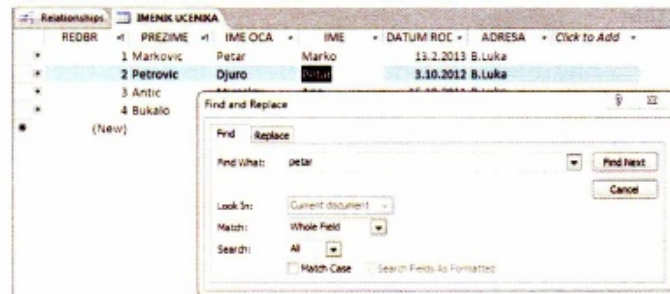 Relationships IMENIK UCENIKA
REDBR PREZIME IME OCA IME DATUM ROĐ ADRESA Click to Add
1 Markovic Petar Marko 13.2.2013 B.Luka
2 Petrovic Djuro Petar 3.10.2012 B.Luka
3 Antic B.Luka
4 Bukalo
(New)
Find and Replace
Find Replace
Find What: petar Find Next
Cancel
Look In: Current document
Match: Whole Field
Search: All
Match Case Search Fields As Formatted